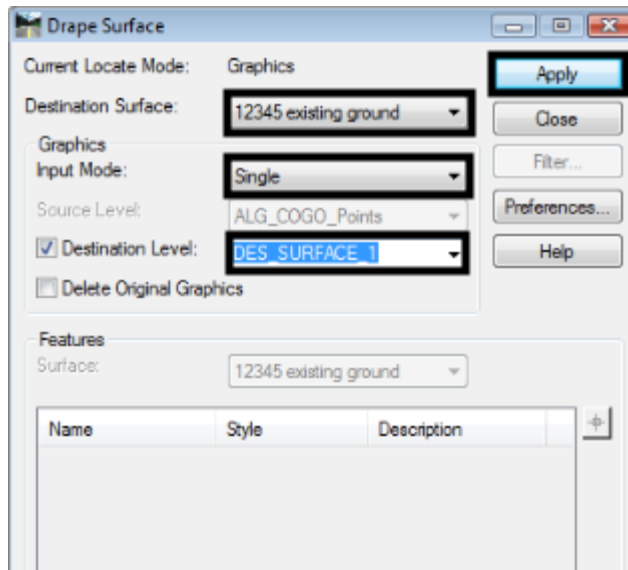 Drape Surface
Current Locate Mode: Graphics
Apply
Destination Surface: 12345 existing ground
Close
Graphics
Input Mode: Single
Filter...
Source Level: ALG_COGO_Points
Preferences...
Destination Level: DES_SURFACE_1
Help
Delete Original Graphics
Features
Surface: 12345 existing ground
Name Style Description